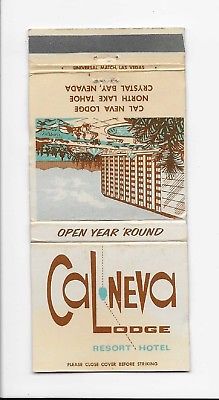 UNIVERSAL MATCH, LAS VEGAS
CAL NEVA LODGE
NORTH LAKE TAHOE
CRYSTAL BAY, NEVADA
OPEN YEAR 'ROUND
CAL•NEVA
LODGE
RESORT-HOTEL
PLEASE CLOSE COVER BEFORE STRIKING